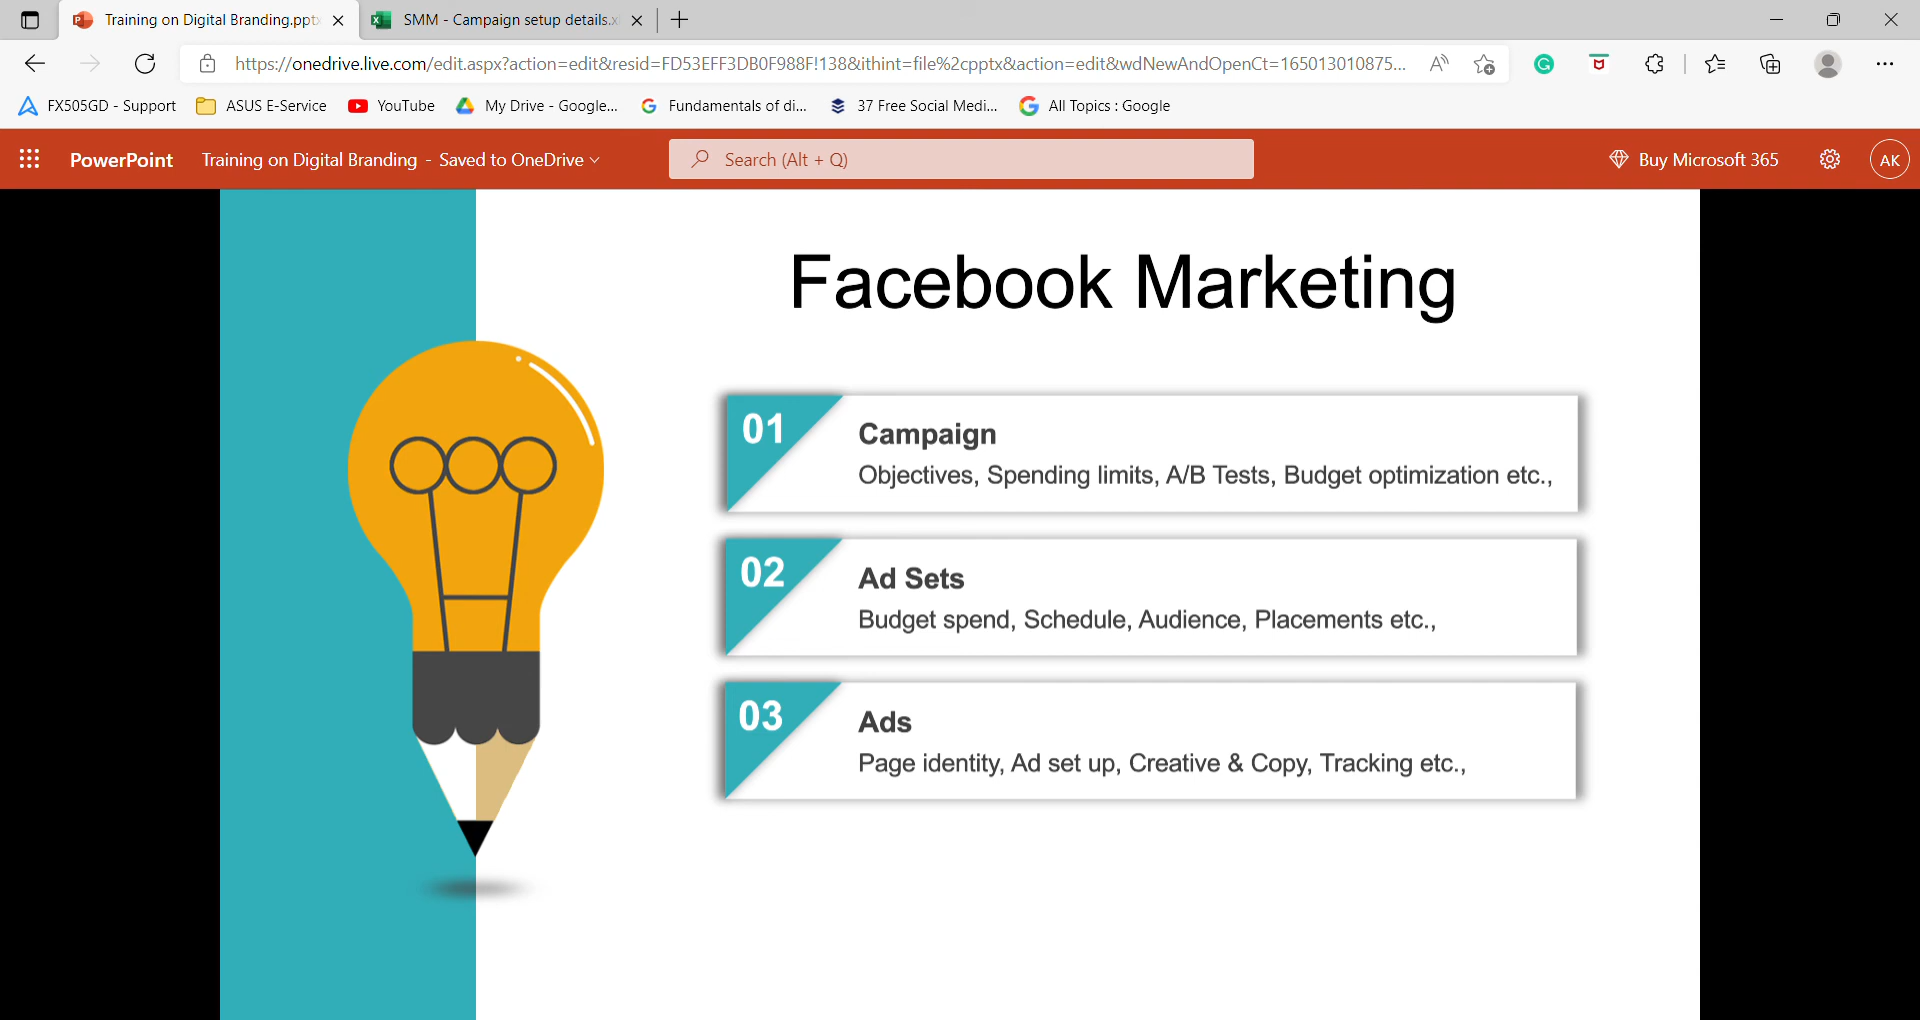 Training on Digital Branding.pptx
SMM - Campaign setup details.x
https://onedrive.live.com/edit.aspx?action=edit&resid=FD53EFF3DB0F988F!138&ithint=file%2cpptx&action=edit&wdNewAndOpenCt=165013010875...
FX505GD - Support
ASUS E-Service
YouTube
My Drive - Google...
Fundamentals of di...
37 Free Social Medi...
All Topics : Google
PowerPoint
Training on Digital Branding - Saved to OneDrive
Search (Alt + Q)
Buy Microsoft 365
AK
Facebook Marketing
01
Campaign
Objectives, Spending limits, A/B Tests, Budget optimization etc.,
02
Ad Sets
Budget spend, Schedule, Audience, Placements etc.,
03
Ads
Page identity, Ad set up, Creative & Copy, Tracking etc.,